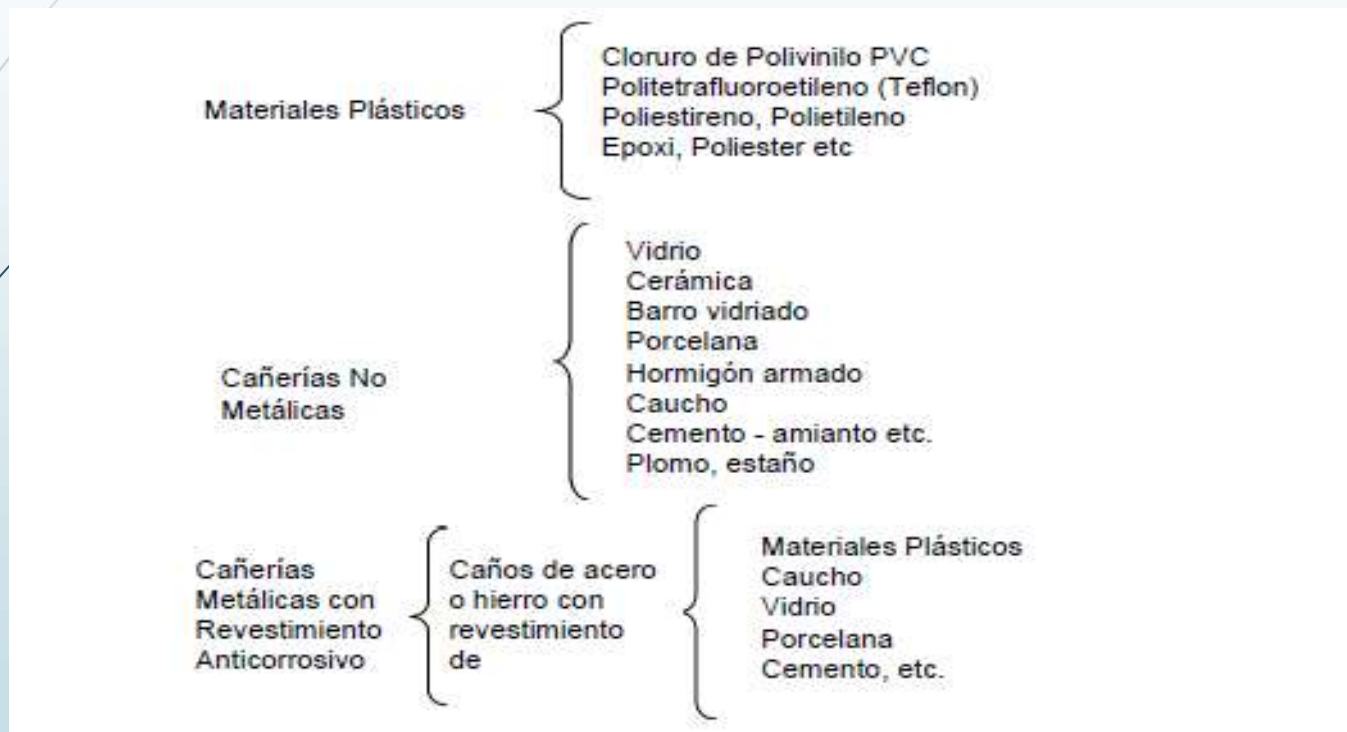 Materiales Plásticos
Cloruro de Polivinilo PVC
Politetrafluoroetileno (Teflon)
Poliestireno, Polietileno
Epoxi, Poliester etc
Cañerías No
Metálicas
Vidrio
Cerámica
Barro vidriado
Porcelana
Hormigón armado
Caucho
Cemento - amianto etc.
Plomo, estaño
Cañerías
Metálicas con
Revestimiento
Anticorrosivo
Caños de acero
o hierro con
revestimiento
de
Materiales Plásticos
Caucho
Vidrio
Porcelana
Cemento, etc.